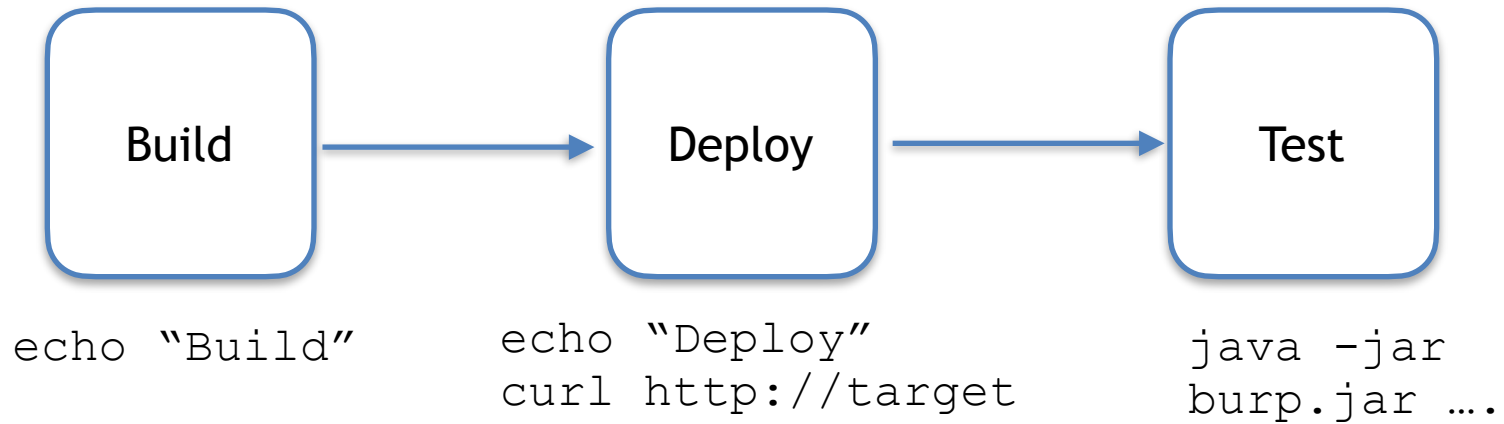 Build
Deploy
Test
echo “Build”
echo “Deploy”
curl http://target
java -jar
burp.jar ….